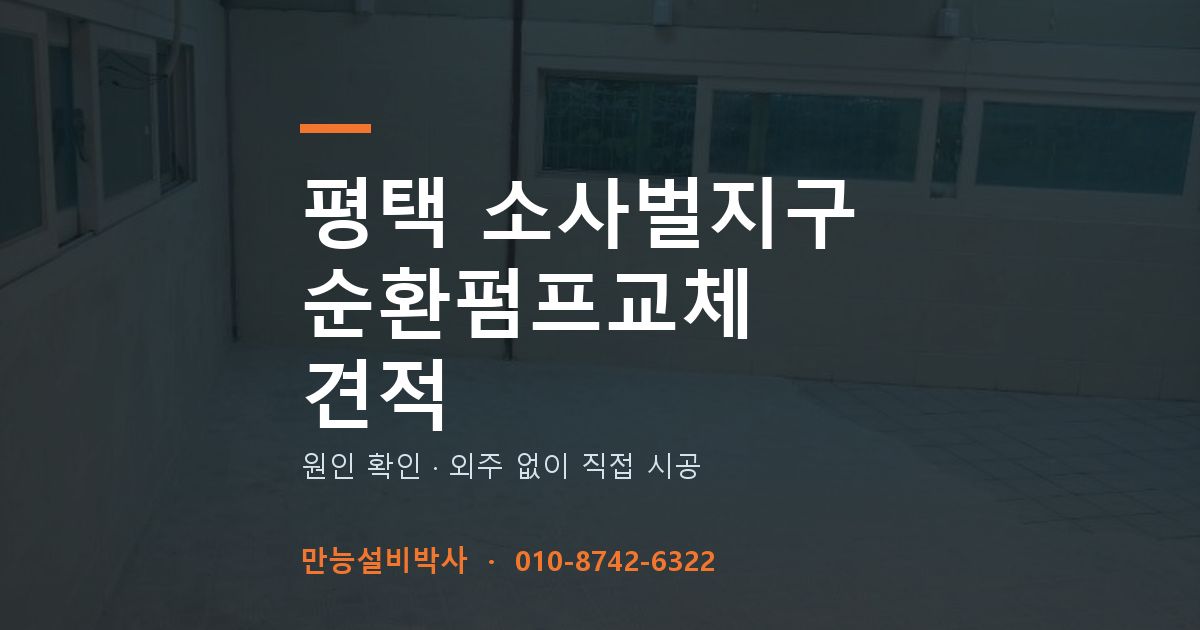 평택 소사벌지구
순환펌프교체
견적
원인 확인 · 외주 없이 직접 시공
만능설비박사 · 010-8742-6322